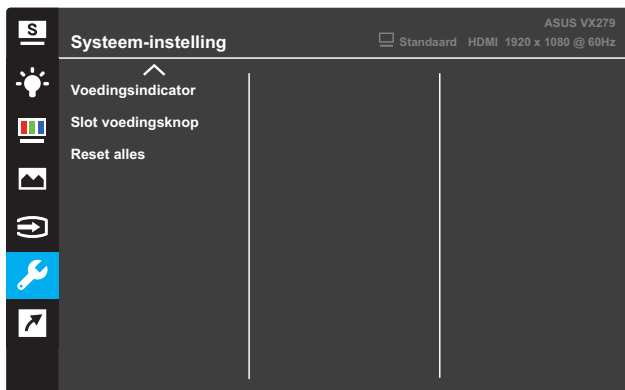 S
ASUS VX279
Systeem-instelling
Standaard HDMI 1920 x 1080 @ 60Hz
Voedingsindicator
Slot voedingsknop
Reset alles